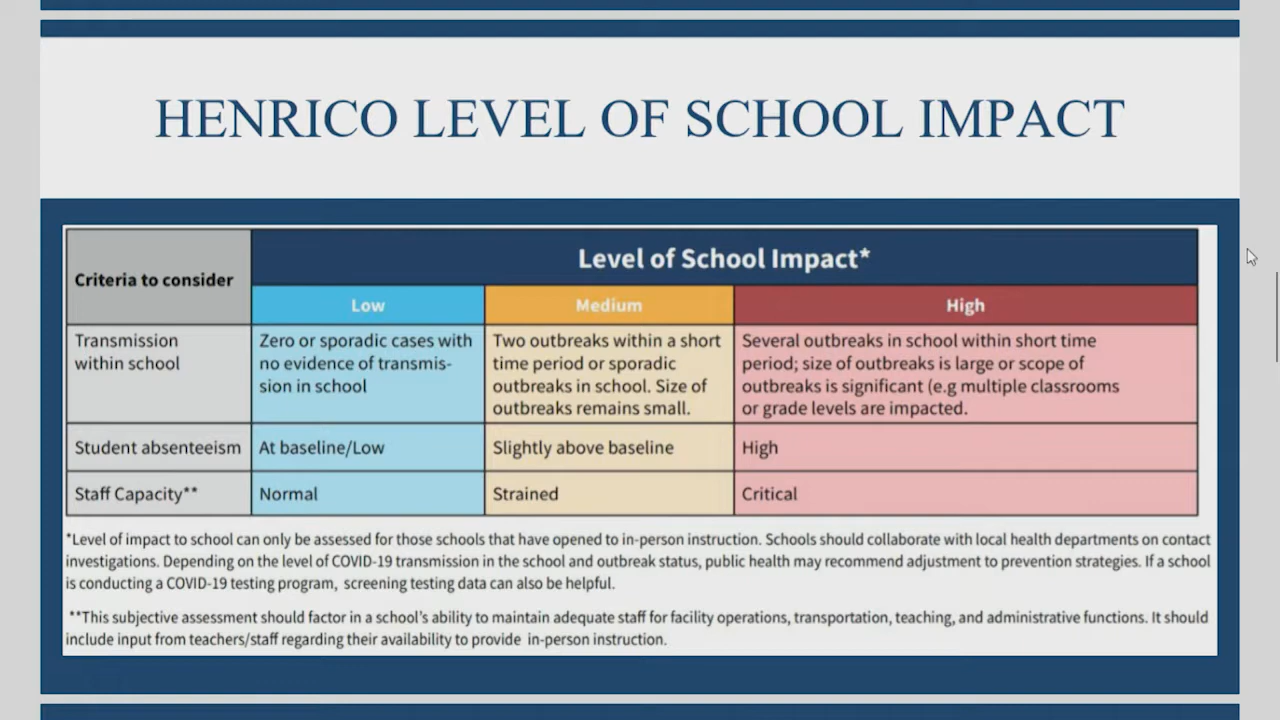 HENRICO LEVEL OF SCHOOL IMPACT
Criteria to consider
Level of School Impact*
Low
Medium
High
Transmission
within school
Zero or sporadic cases with
no evidence of transmis-
sion in school
Two outbreaks within a short
time period or sporadic
outbreaks in school. Size of
outbreaks remains small.
Several outbreaks in school within short time
period; size of outbreaks is large or scope of
outbreaks is significant (e.g multiple classrooms
or grade levels are impacted.
Student absenteeism
At baseline/Low
Slightly above baseline
High
Staff Capacity**
Normal
Strained
Critical
*Level of impact to school can only be assessed for those schools that have opened to in-person instruction. Schools should collaborate with local health departments on contact
investigations. Depending on the level of COVID-19 transmission in the school and outbreak status, public health may recommend adjustment to prevention strategies. If a school
is conducting a COVID-19 testing program, screening testing data can also be helpful.
**This subjective assessment should factor in a school's ability to maintain adequate staff for facility operations, transportation, teaching, and administrative functions. It should
include input from teachers/staff regarding their availability to provide in-person instruction.